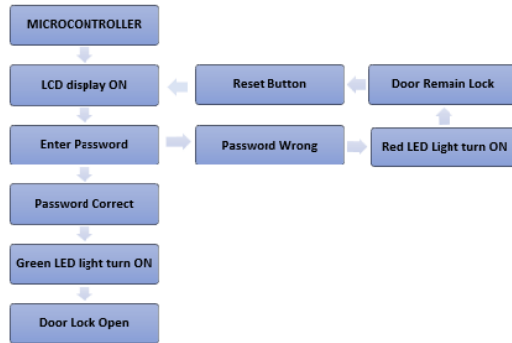 MICROCONTROLLER
LCD display ON
Reset Button
Door Remain Lock
Enter Password
Password Wrong
Red LED Light turn ON
Password Correct
Green LED light turn ON
Door Lock Open